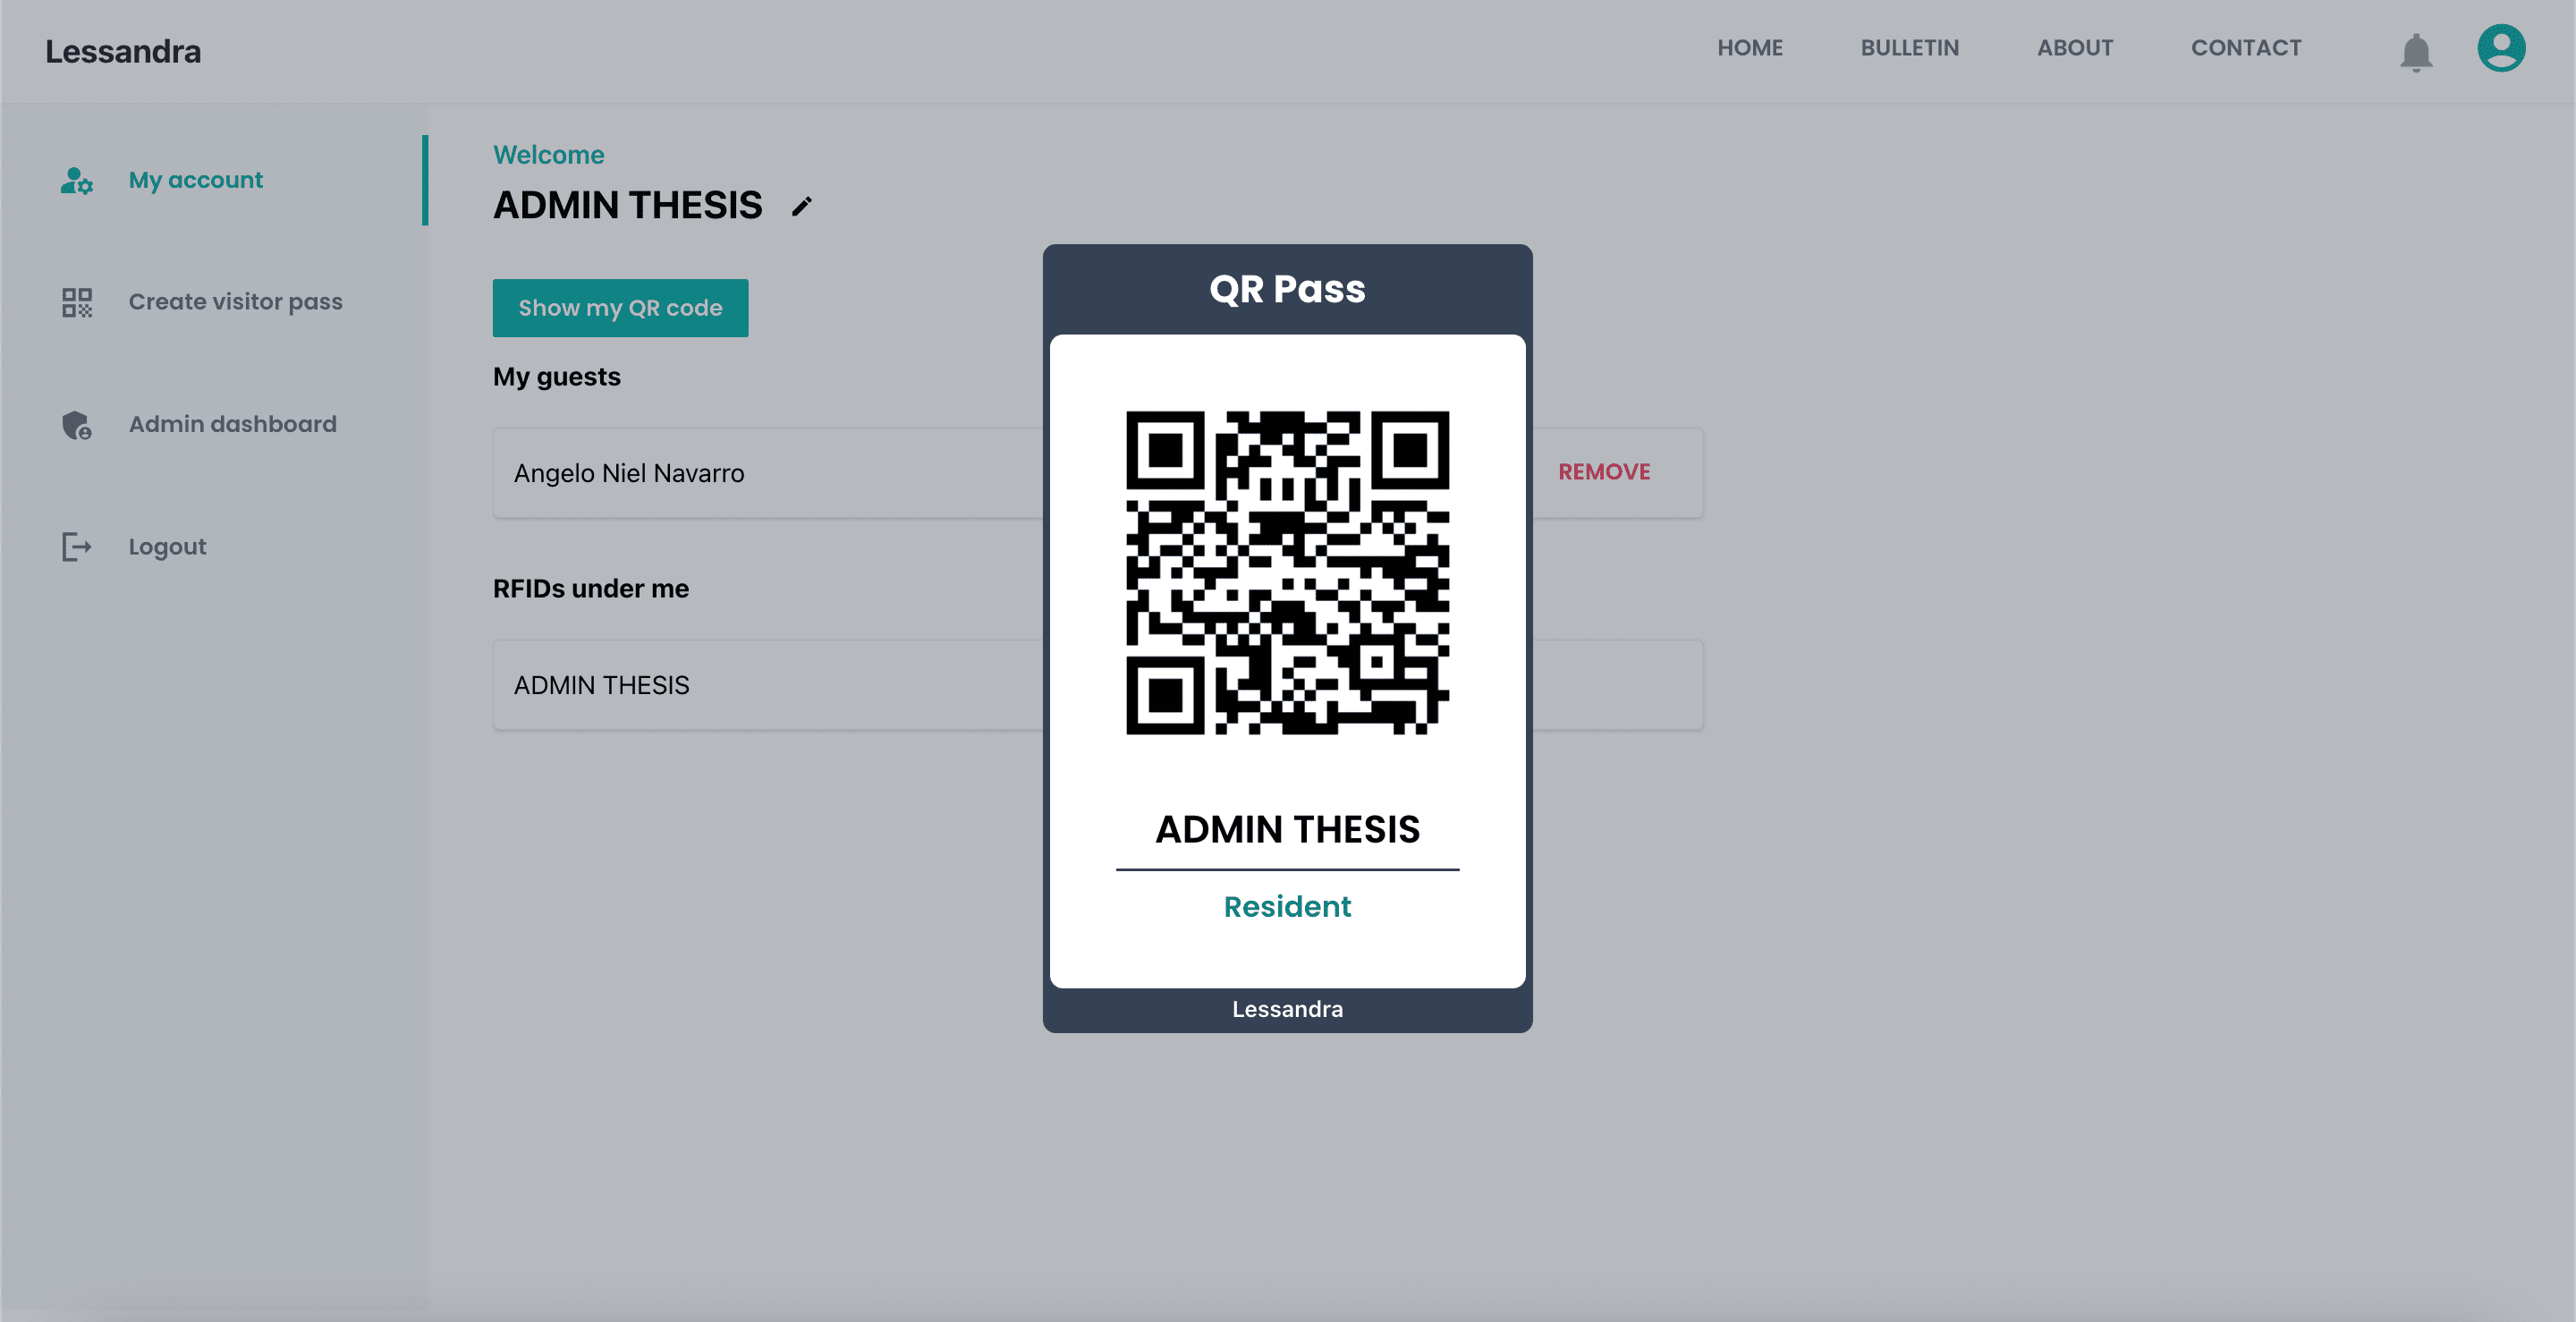 Lessandra
HOME
BULLETIN
ABOUT
CONTACT
My account
Create visitor pass
Admin dashboard
Logout
Welcome
ADMIN THESIS
Show my QR code
My guests
Angelo Niel Navarro
REMOVE
RFIDs under me
ADMIN THESIS
QR Pass
ADMIN THESIS
Resident
Lessandra